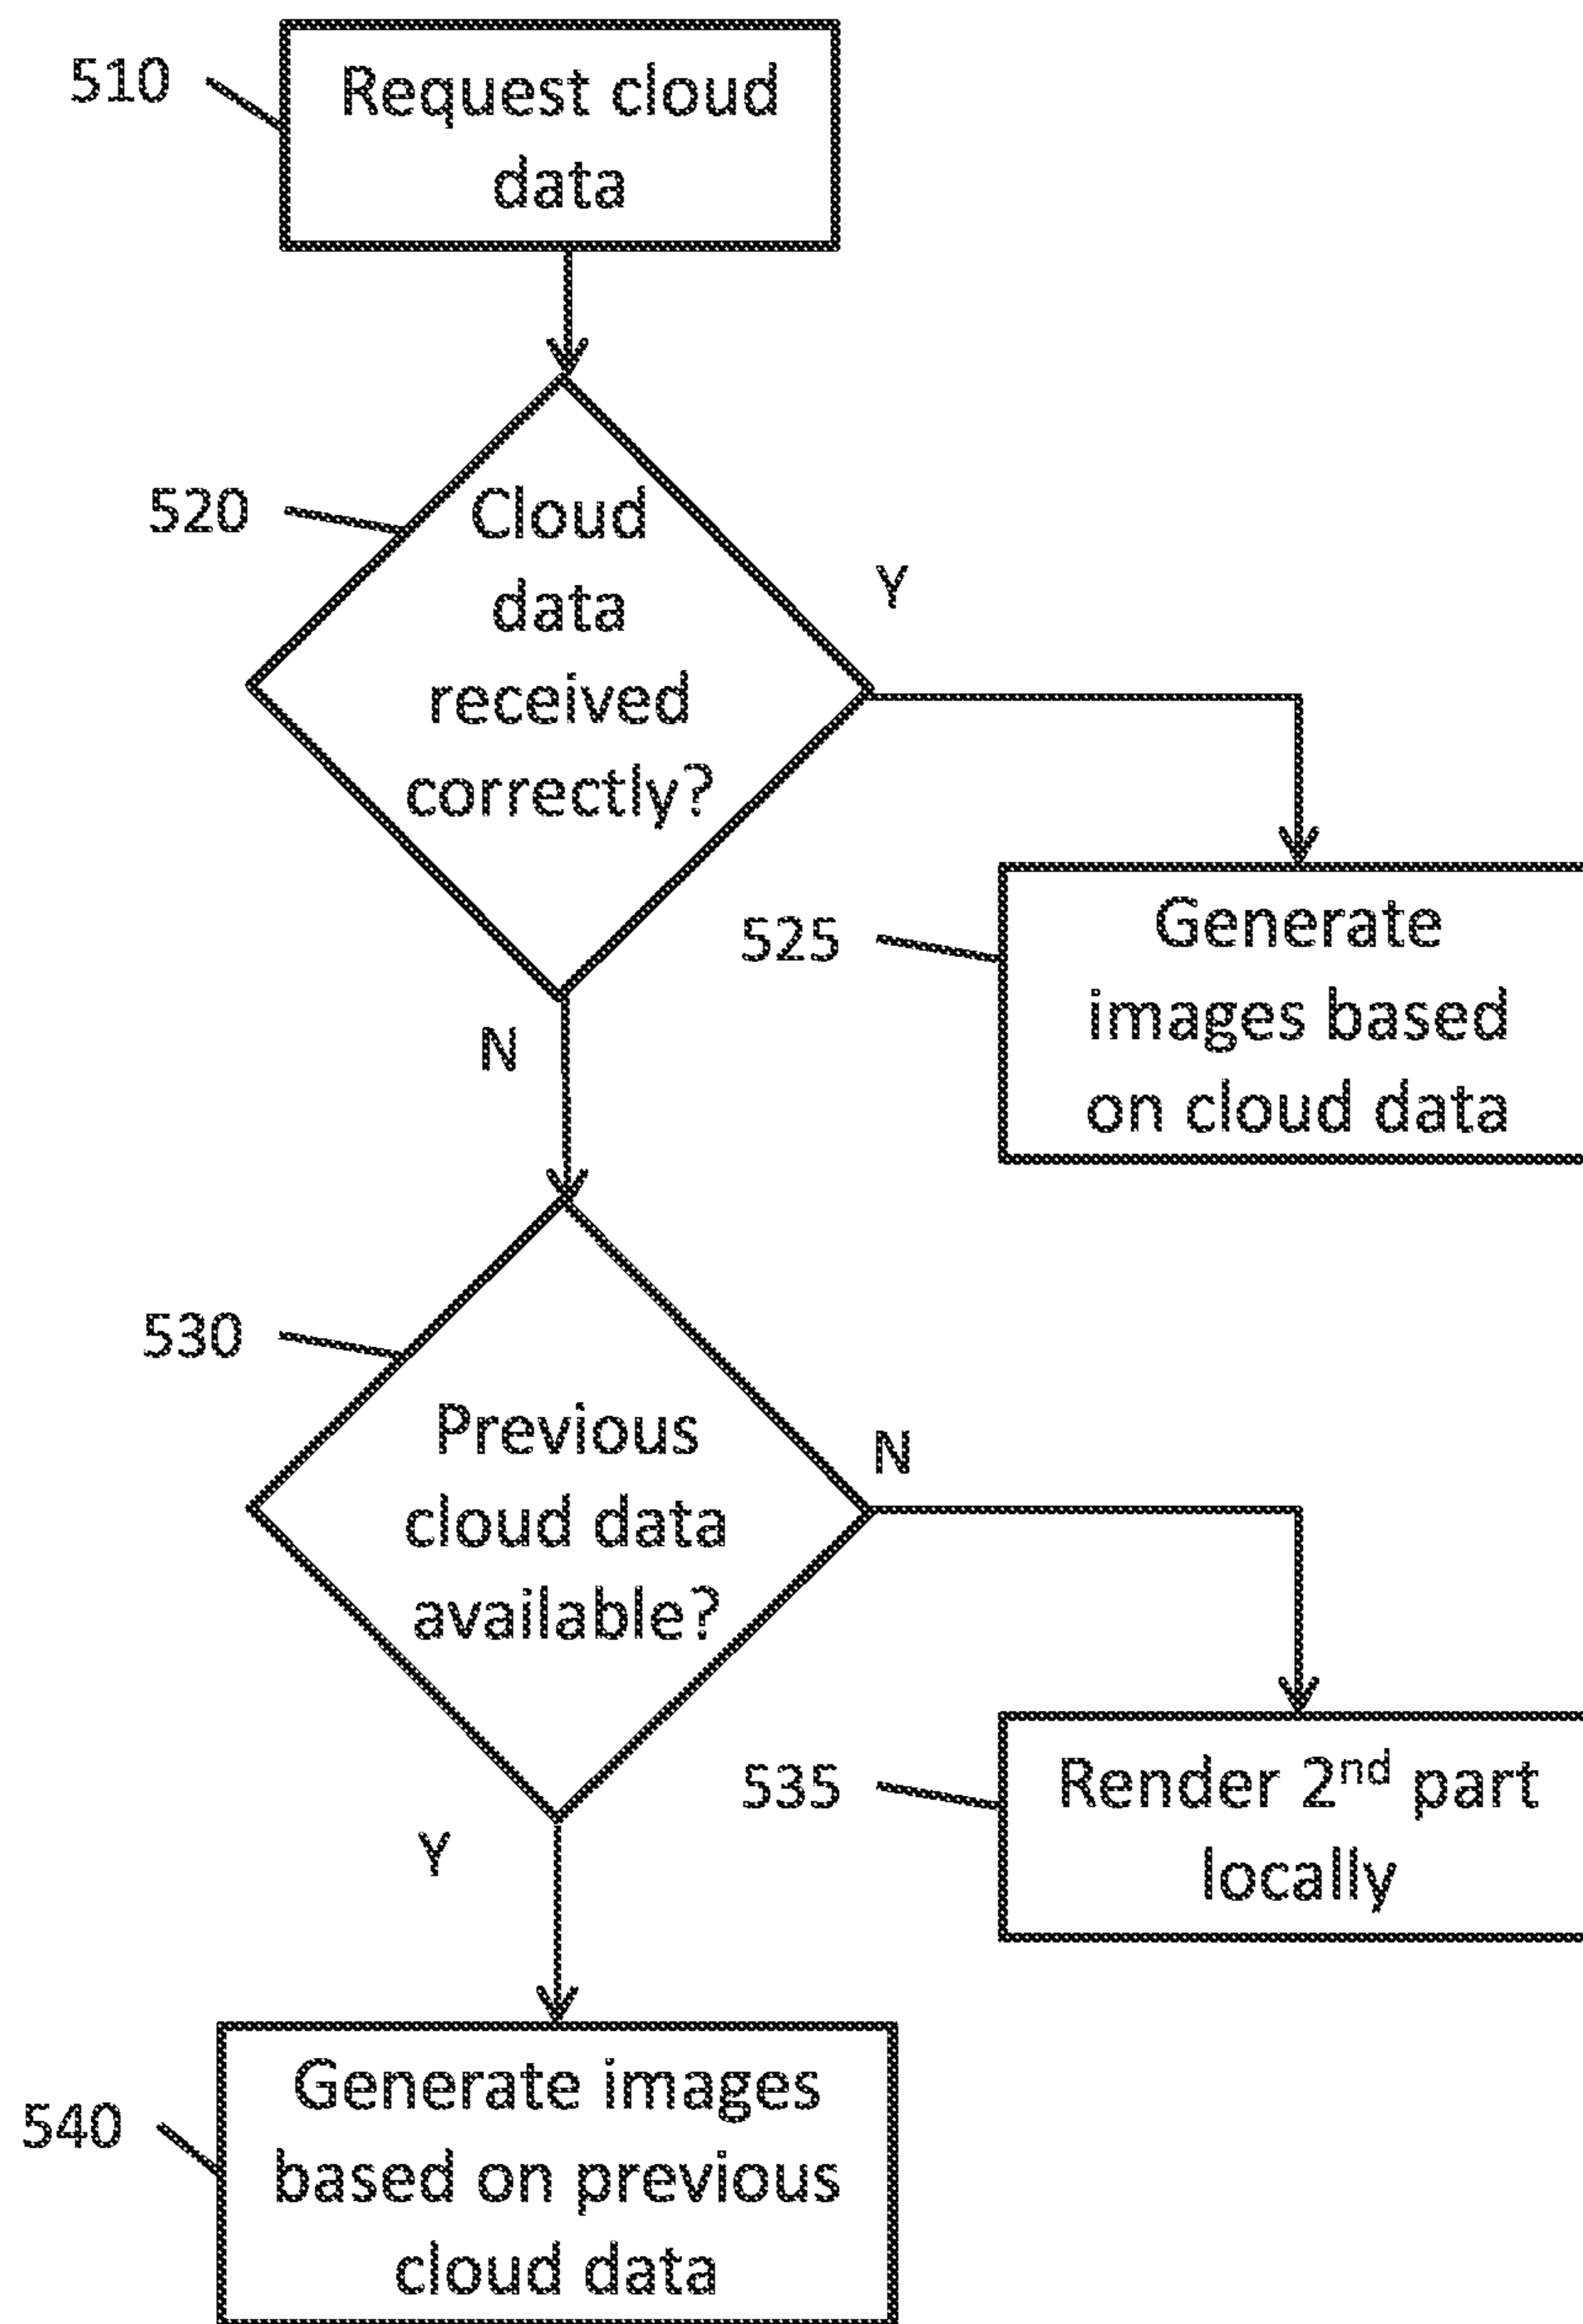 510
Request cloud
data
520
Cloud
data
received
correctly?
Y
525
Generate
images based
on cloud data
N
530
Previous
cloud data
available?
N
535
Render 2nd part
locally
Y
540
Generate images
based on previous
cloud data